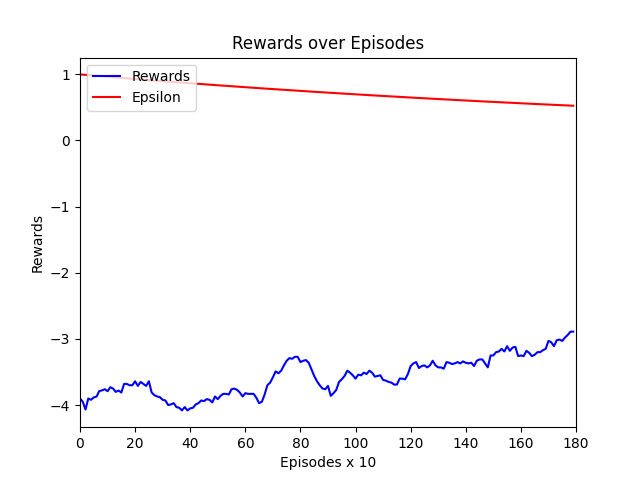 Rewards over Episodes
Rewards
Epsilon
1
0
−1
−2
−3
−4
Rewards
0 20 40 60 80 100 120 140 160 180
Episodes x 10